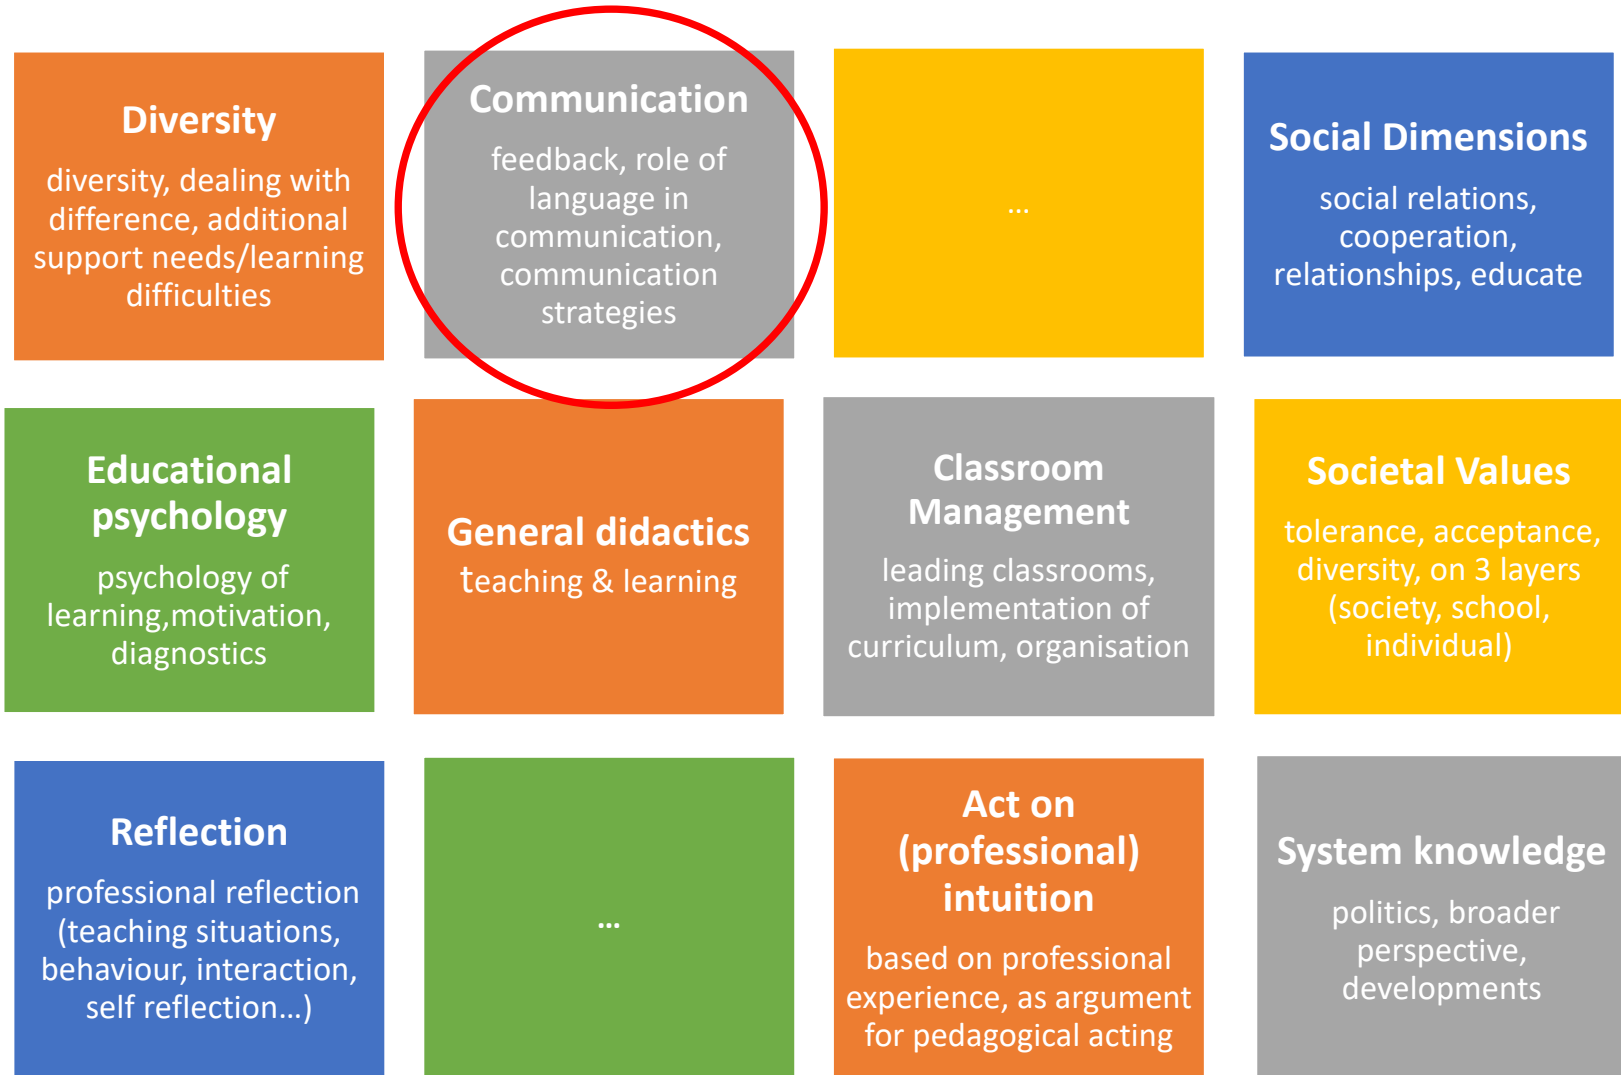 Diversity
diversity, dealing with
difference, additional
support needs/learning
difficulties
Communication
feedback, role of
language in
communication,
communication
strategies
...
Social Dimensions
social relations,
cooperation,
relationships, educate
Educational
psychology
psychology of
learning,motivation,
diagnostics
General didactics
teaching & learning
Classroom
Management
leading classrooms,
implementation of
curriculum, organisation
Societal Values
tolerance, acceptance,
diversity, on 3 layers
(society, school,
individual)
Reflection
professional reflection
(teaching situations,
behaviour, interaction,
self reflection...)
...
Act on
(professional)
intuition
based on professional
experience, as argument
for pedagogical acting
System knowledge
politics, broader
perspective,
developments